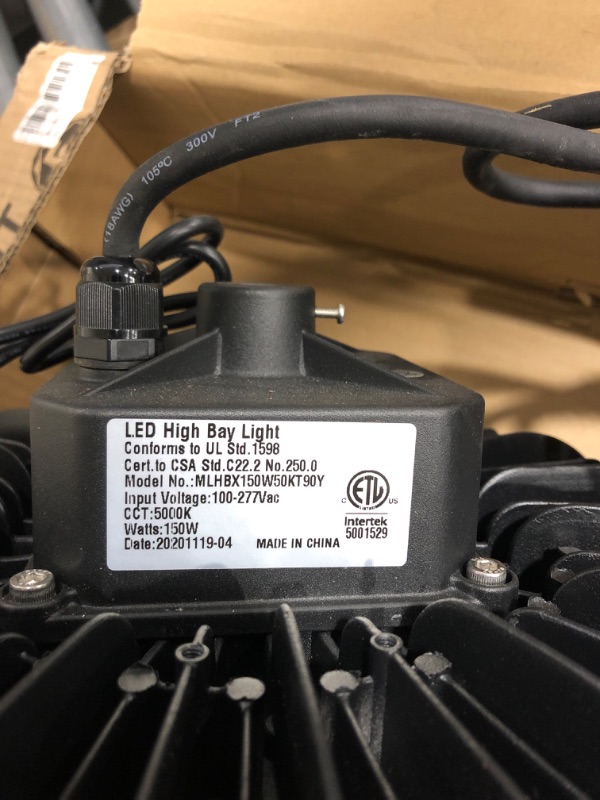 (18AWG) 105ºC 300V FT2
LED High Bay Light
Conforms to UL Std.1598
Cert.to CSA Std.C22.2 No.250.0
Model No.:MLHBX150W50KT90Y
Input Voltage:100-277Vac
CCT:5000K
Watts:150W
Date:20201119-04 MADE IN CHINA
C ETL US
Intertek
5001529